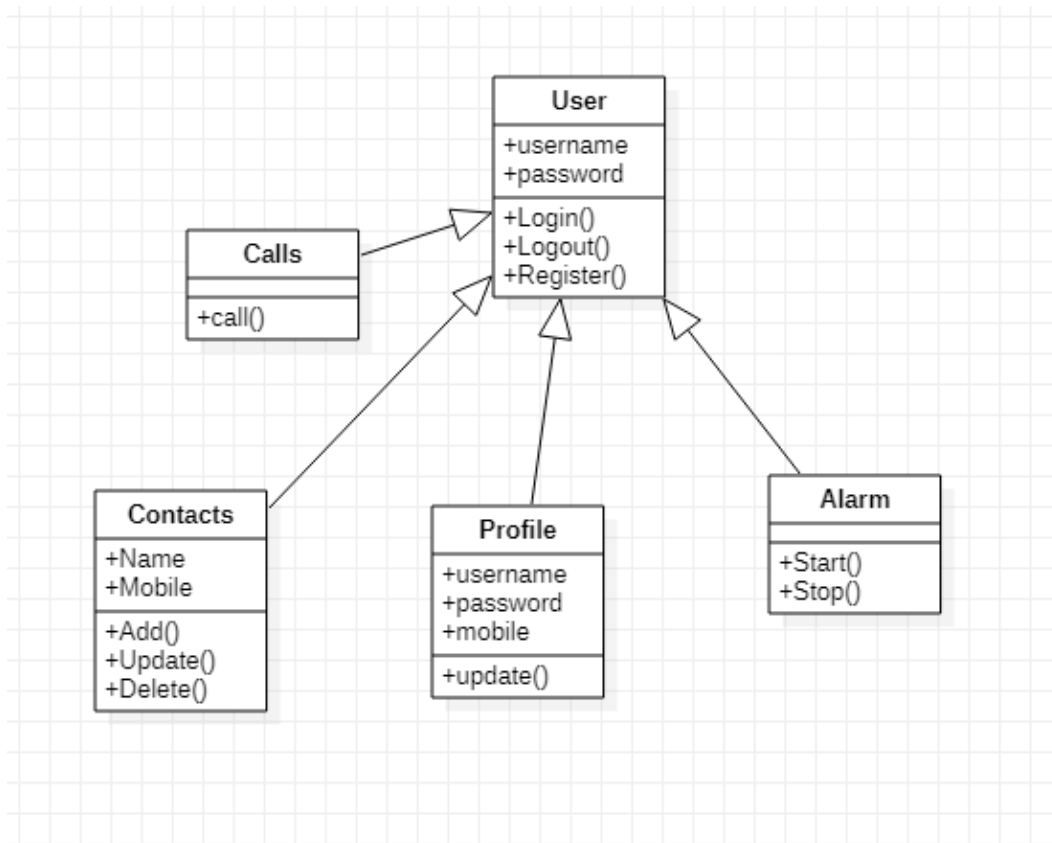 User
+username
+password
+Login()
+Logout()
+Register()
Calls
+call()
Contacts
+Name
+Mobile
+Add()
+Update()
+Delete()
Profile
+username
+password
+mobile
+update()
Alarm
+Start()
+Stop()